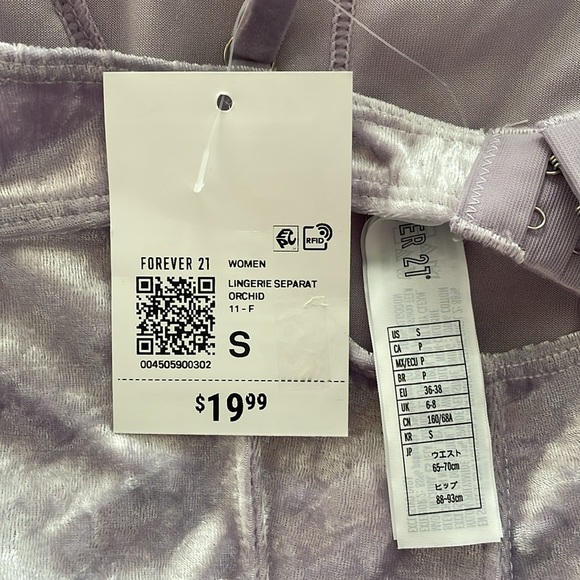 RFID
FOREVER 21
WOMEN
LINGERIE SEPARAT
ORCHID
11 - F
S
004505900302
$19.99
ER 21
US S
CA P
MX/ECU P
BR P
EU 36-38
UK 6-8
CN 160/68A
KR S
JP ウエスト
65-70cm
ヒップ
88-93cm